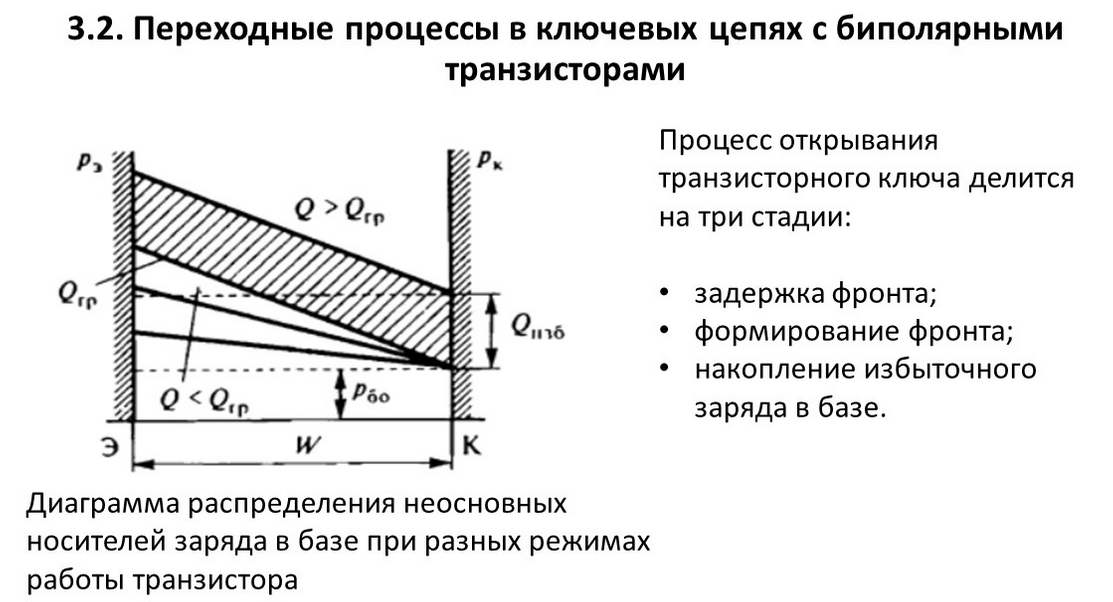 3.2. Переходные процессы в ключевых цепях с биполярными
транзисторами
pэ
pк
Q > Qгр
Qгр
Qизб
Q < Qгр
pбо
Э
W
К
Диаграмма распределения неосновных
носителей заряда в базе при разных режимах
работы транзистора
Процесс открывания
транзисторного ключа делится
на три стадии:
• задержка фронта;
• формирование фронта;
• накопление избыточного
заряда в базе.